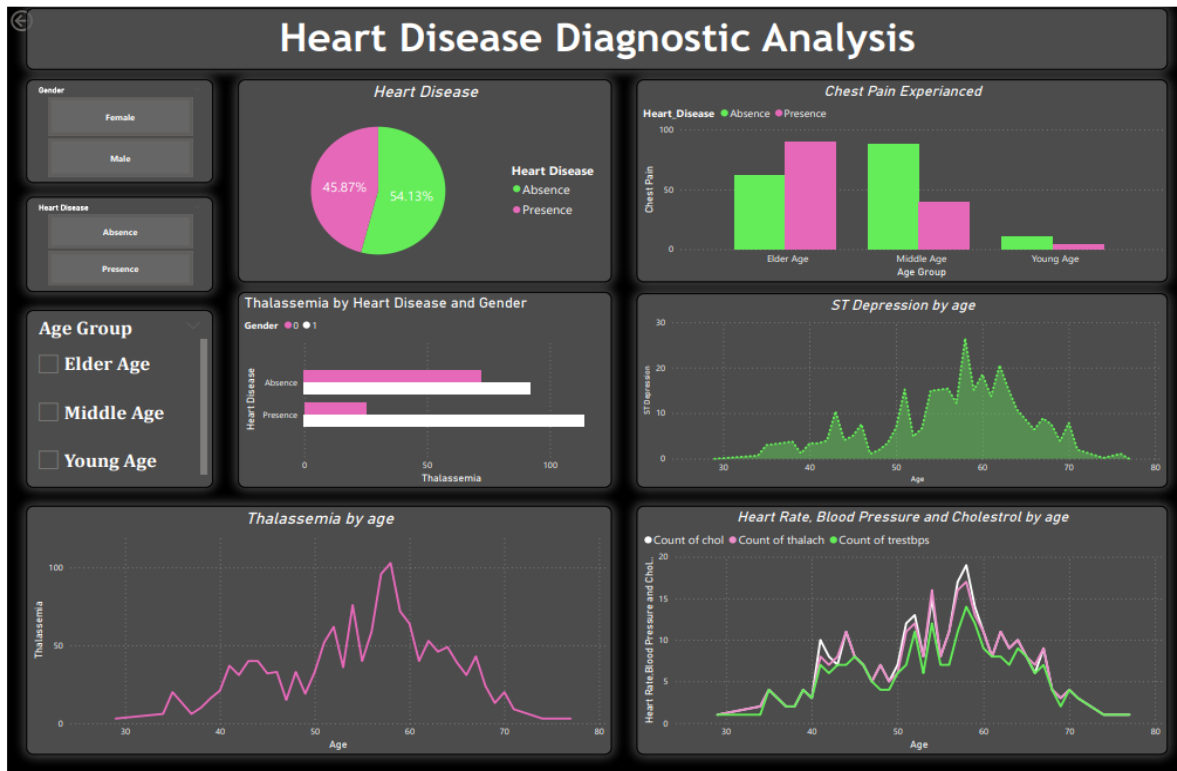 Heart Disease Diagnostic Analysis
Gender
Female
Male
Heart Disease
Absence
Presence
Age Group
Elder Age
Middle Age
Young Age
Heart Disease
45.87%
54.13%
Heart Disease
Absence
Presence
Chest Pain Experianced
Heart_Disease Absence Presence
Chest Pain
100
50
0
Elder Age Middle Age Young Age
Age Group
Thalassemia by Heart Disease and Gender
Gender 0 1
Heart Disease
Absence
Presence
0 50 100
Thalassemia
ST Depression by age
ST Depression
30
20
10
0
30 40 50 60 70 80
Age
Thalassemia by age
Thalassemia
100
50
0
30 40 50 60 70 80
Age
Heart Rate, Blood Pressure and Cholestrol by age
Count of chol Count of thalach Count of trestbps
Heart Rate,Blood Pressure and Chol...
20
15
10
5
0
30 40 50 60 70 80
Age